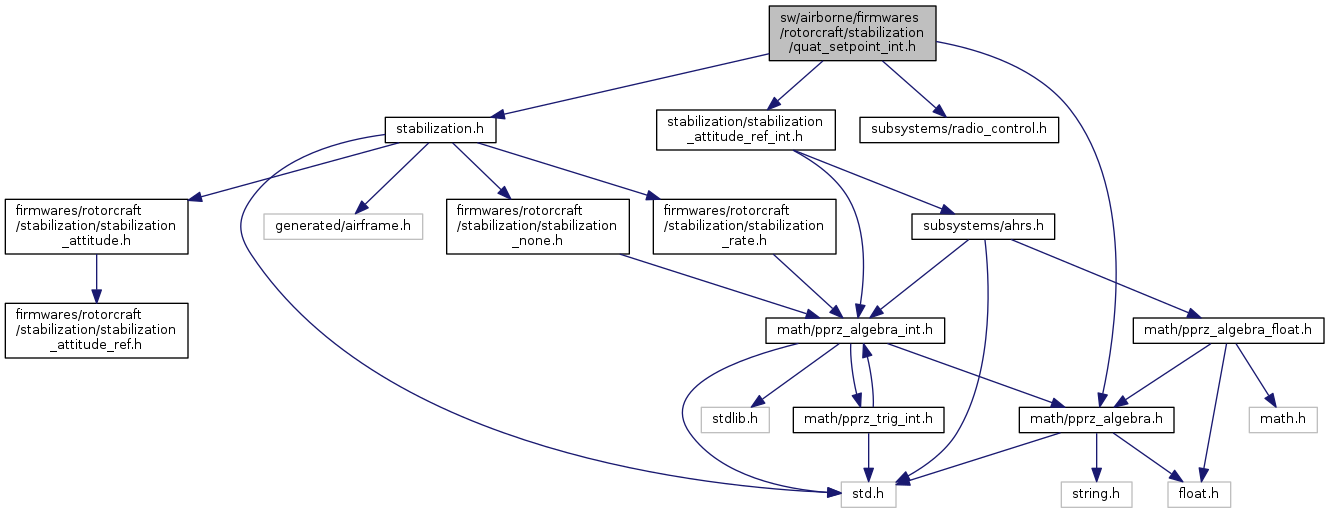 sw/airborne/firmwares
/rotorcraft/stabilization
/quat_setpoint_int.h
stabilization.h
stabilization/stabilization
_attitude_ref_int.h
subsystems/radio_control.h
firmwares/rotorcraft
/stabilization/stabilization
_attitude.h
generated/airframe.h
firmwares/rotorcraft
/stabilization/stabilization
_none.h
firmwares/rotorcraft
/stabilization/stabilization
_rate.h
subsystems/ahrs.h
firmwares/rotorcraft
/stabilization/stabilization
_attitude_ref.h
math/pprz_algebra_int.h
math/pprz_algebra_float.h
stdlib.h
math/pprz_trig_int.h
math/pprz_algebra.h
math.h
std.h
string.h
float.h